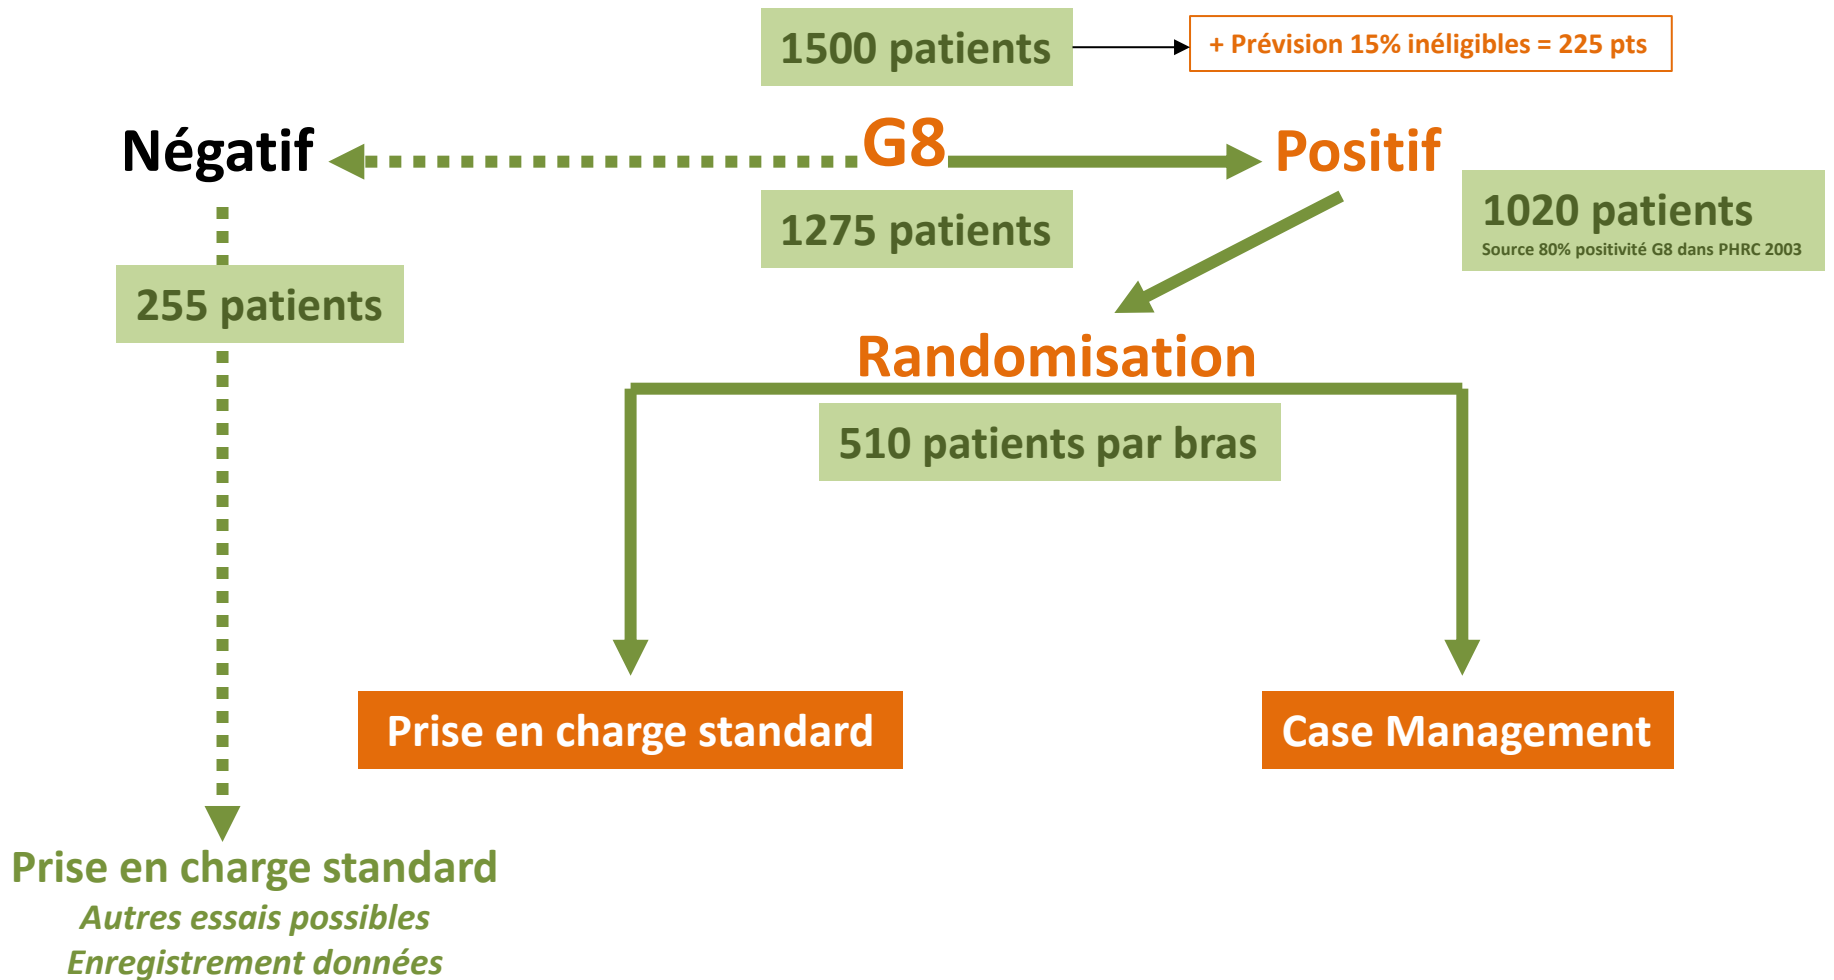 1500 patients
+ Prévision 15% inéligibles = 225 pts
Négatif
G8
Positif
1275 patients
1020 patients
Source 80% positivité G8 dans PHRC 2003
255 patients
Randomisation
510 patients par bras
Prise en charge standard
Case Management
Prise en charge standard
Autres essais possibles
Enregistrement données